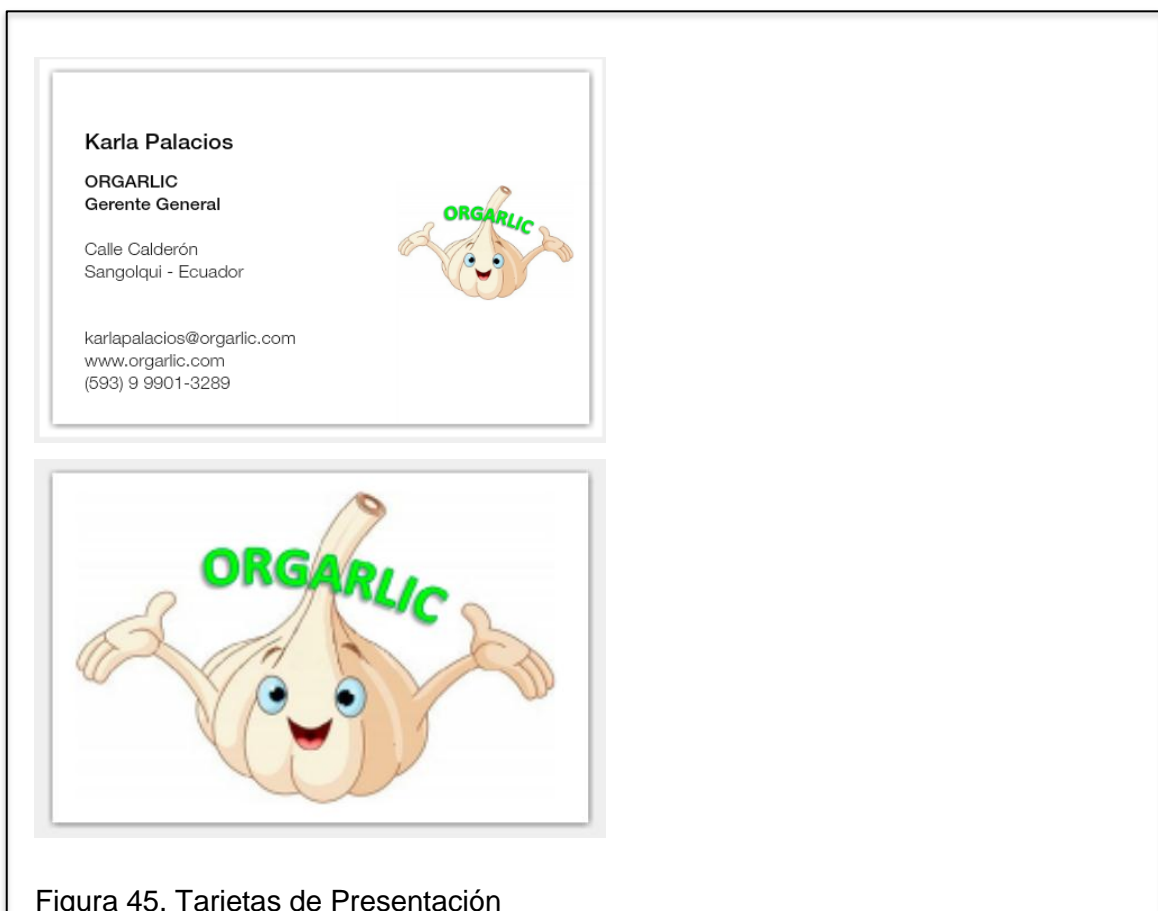 Karla Palacios
ORGARLIC
Gerente General
ORGARLIC
Calle Calderón
Sangolqui - Ecuador
karlapalacios@orgarlic.com
www.orgarlic.com
(593) 9 9901-3289
ORGARLIC
Figura 45. Tarjetas de Presentación